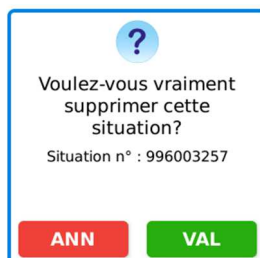 ?
Voulez-vous vraiment
supprimer cette
situation?
Situation n° : 996003257
ANN VAL